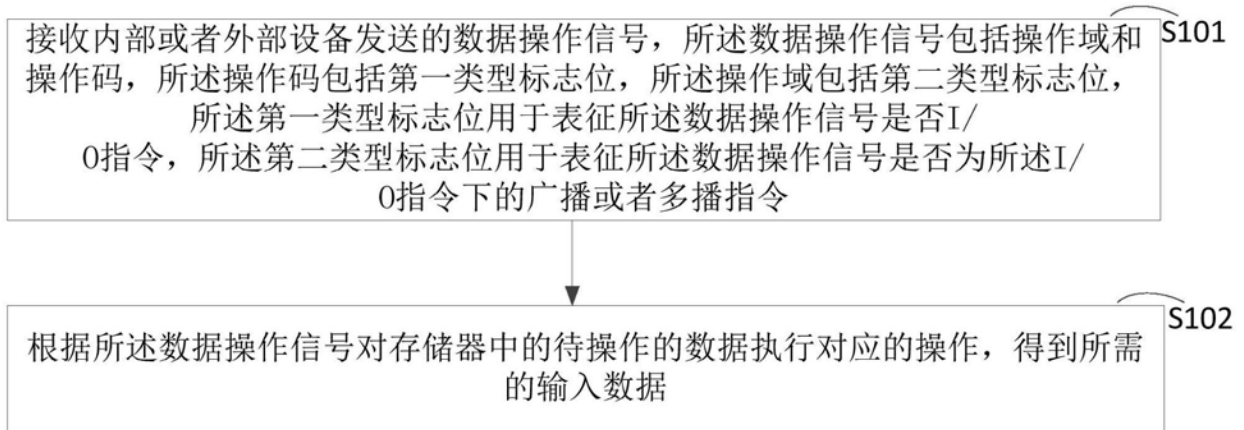 接收内部或者外部设备发送的数据操作信号，所述数据操作信号包括操作域和
S101
操作码，所述操作码包括第一类型标志位，所述操作域包括第二类型标志位，
所述第一类型标志位用于表征所述数据操作信号是否I/
O指令，所述第二类型标志位用于表征所述数据操作信号是否为所述I/
O指令下的广播或者多播指令
S102
根据所述数据操作信号对存储器中的待操作的数据执行对应的操作，得到所需
的输入数据